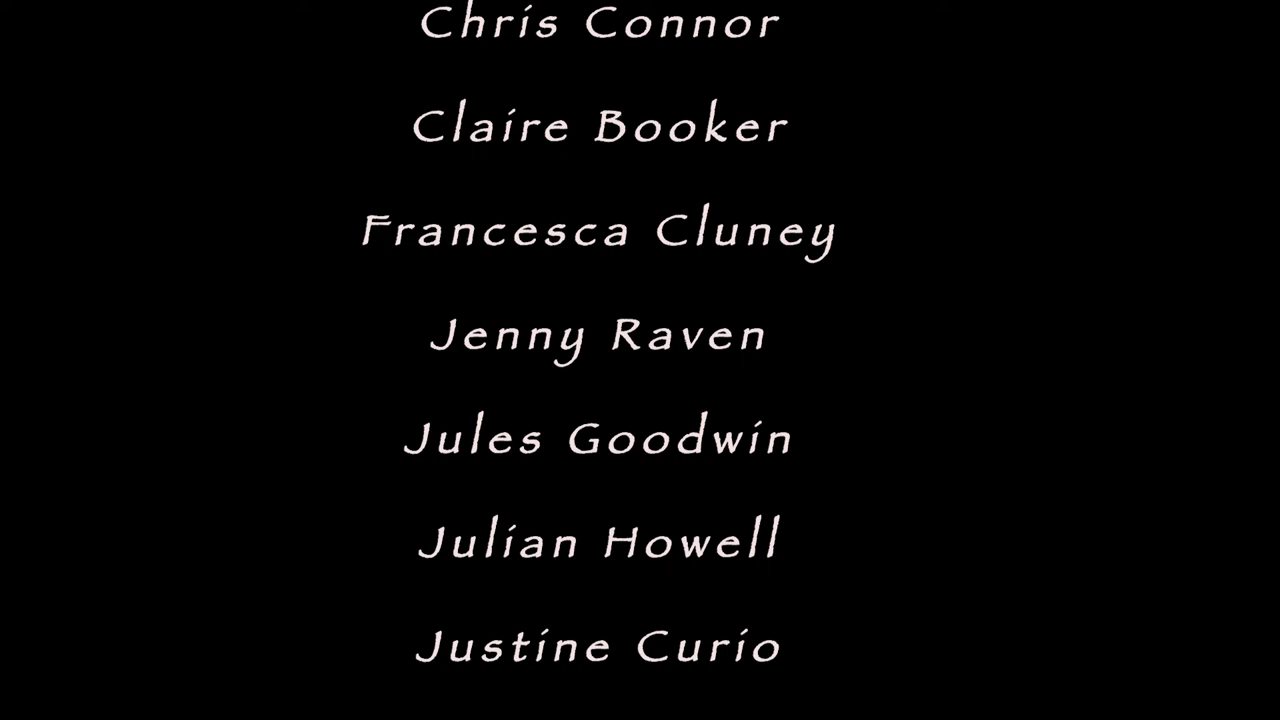 Chris Connor
Claire Booker
Francesca Cluney
Jenny Raven
Jules Goodwin
Julian Howell
Justine Curio